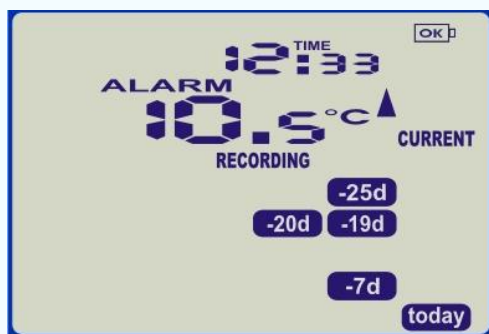 OK
TIME
12:33
ALARM
10.5°C
CURRENT
RECORDING
-25d
-20d -19d
-7d
today